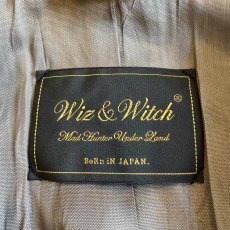 Wiz & Witch®
Mad Hunter Under Land
BoRn iN JAPAN.